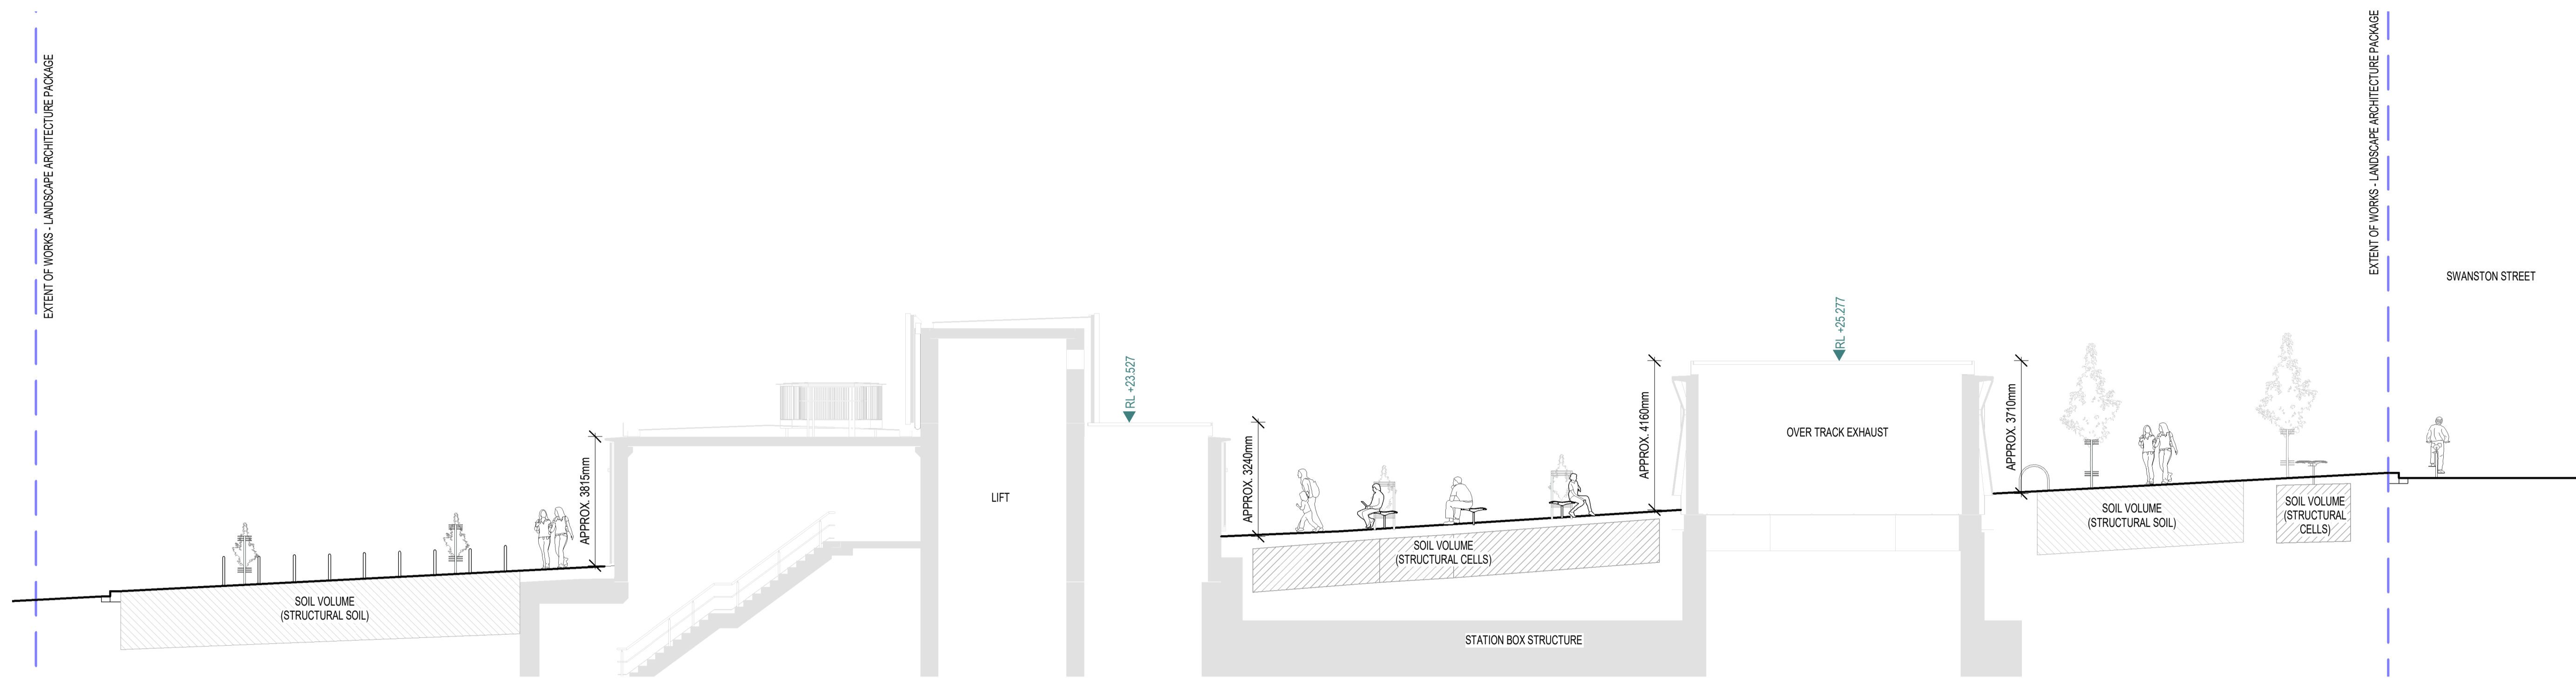 EXTENT OF WORKS - LANDSCAPE ARCHITECTURE PACKAGE
SOIL VOLUME
(STRUCTURAL SOIL)
APPROX. 3815mm
LIFT
RL +23.527
APPROX. 3240mm
SOIL VOLUME
(STRUCTURAL CELLS)
STATION BOX STRUCTURE
APPROX. 4160mm
RL +25.277
OVER TRACK EXHAUST
APPROX. 3710mm
SOIL VOLUME
(STRUCTURAL SOIL)
SOIL VOLUME
(STRUCTURAL
CELLS)
EXTENT OF WORKS - LANDSCAPE ARCHITECTURE PACKAGE
SWANSTON STREET